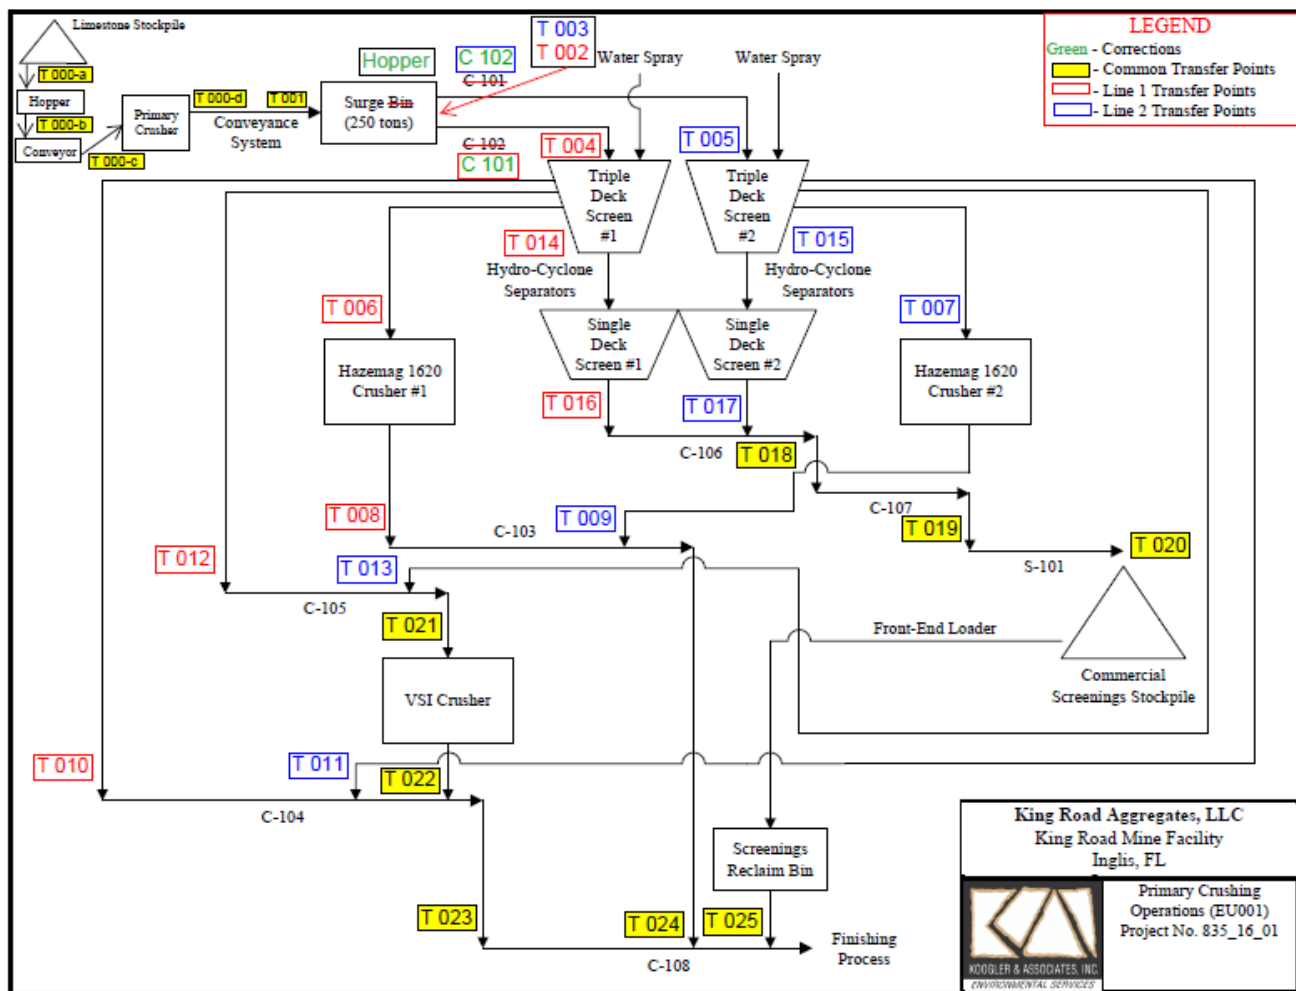 Limestone Stockpile
T 000-a
Hopper
T 000-b
Conveyor
T 000-c
Primary
Crusher
T 000-d
T 001
Conveyance
System
Hopper
C 102
C-101
Surge Bin
(250 tons)
C-102
C 101
T 003
T 002
Water Spray
Water Spray
LEGEND
Green - Corrections
- Common Transfer Points
- Line 1 Transfer Points
- Line 2 Transfer Points
T 004
T 005
Triple
Deck
Screen
#1
Triple
Deck
Screen
#2
T 014
T 015
Hydro-Cyclone
Separators
Hydro-Cyclone
Separators
T 006
T 007
Single
Deck
Screen #1
Single
Deck
Screen #2
Hazemag 1620
Crusher #1
Hazemag 1620
Crusher #2
T 016
T 017
C-106
T 018
C-107
T 008
T 009
C-103
T 019
T 020
S-101
T 012
T 013
C-105
T 021
Front-End Loader
Commercial
Screenings Stockpile
VSI Crusher
T 010
T 011
T 022
C-104
Screenings
Reclaim Bin
T 023
T 024
T 025
C-108
Finishing
Process
King Road Aggregates, LLC
King Road Mine Facility
Inglis, FL
KOOGLER & ASSOCIATES, INC.
ENVIRONMENTAL SERVICES
Primary Crushing
Operations (EU001)
Project No. 835_16_01